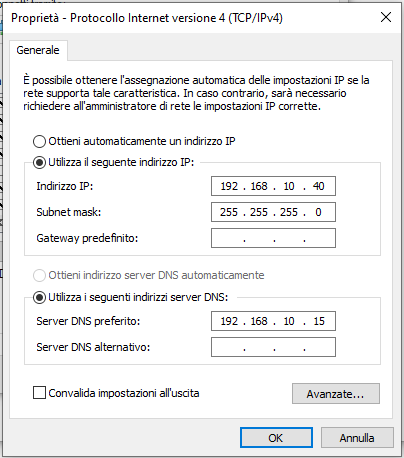 Proprietà - Protocollo Internet versione 4 (TCP/IPv4)
Generale
È possibile ottenere l'assegnazione automatica delle impostazioni IP se la
rete supporta tale caratteristica. In caso contrario, sarà necessario
richiedere all'amministratore di rete le impostazioni IP corrette.
Ottieni automaticamente un indirizzo IP
Utilizza il seguente indirizzo IP:
Indirizzo IP: 192 . 168 . 10 . 40
Subnet mask: 255 . 255 . 255 . 0
Gateway predefinito: . . .
Ottieni indirizzo server DNS automaticamente
Utilizza i seguenti indirizzi server DNS:
Server DNS preferito: 192 . 168 . 10 . 15
Server DNS alternativo: . . .
Convalida impostazioni all'uscita
Avanzate...
OK Annulla